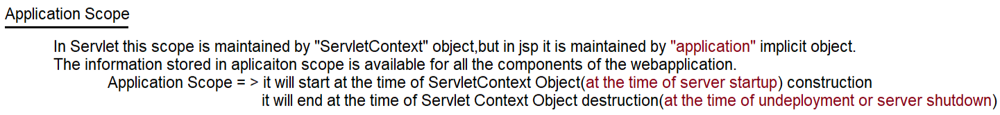 Application Scope
In Servlet this scope is maintained by "ServletContext" object,but in jsp it is maintained by "application" implicit object.
The information stored in aplicaiton scope is available for all the components of the webapplication.
Application Scope = > it will start at the time of ServletContext Object(at the time of server startup) construction
it will end at the time of Servlet Context Object destruction(at the time of undeployment or server shutdown)